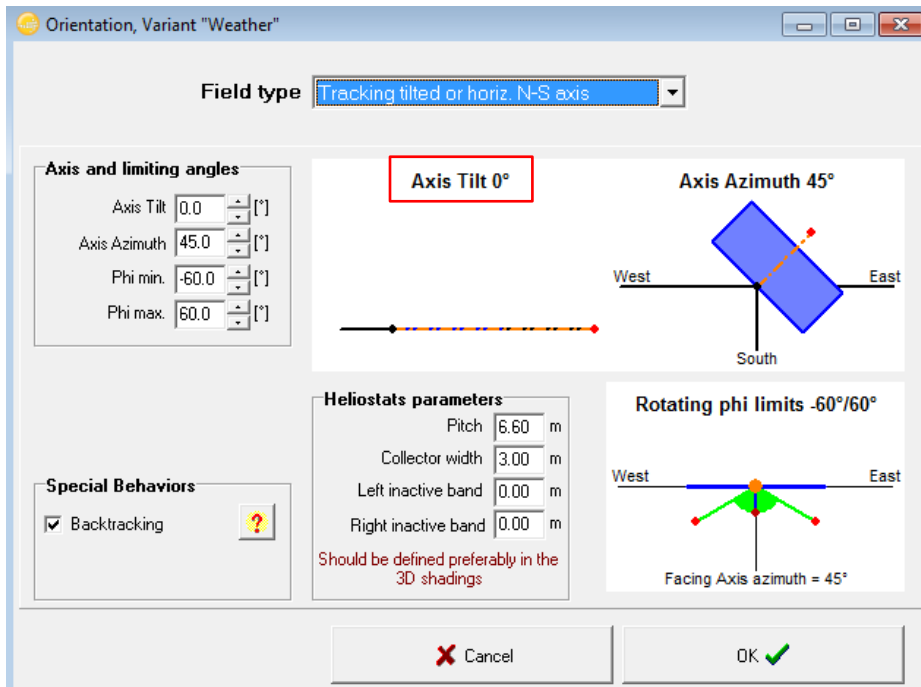 Orientation, Variant "Weather"
Field type
Tracking tilted or horiz. N-S axis
Axis and limiting angles
Axis Tilt 0.0 [°]
Axis Azimuth 45.0 [°]
Phi min. -60.0 [°]
Phi max. 60.0 [°]
Axis Tilt 0°
Axis Azimuth 45°
West
East
South
Heliostats parameters
Pitch 6.60 m
Collector width 3.00 m
Left inactive band 0.00 m
Right inactive band 0.00 m
Should be defined preferably in the
3D shadings
Rotating phi limits -60°/60°
West
East
Facing Axis azimuth = 45°
Special Behaviors
Backtracking
?
Cancel
OK